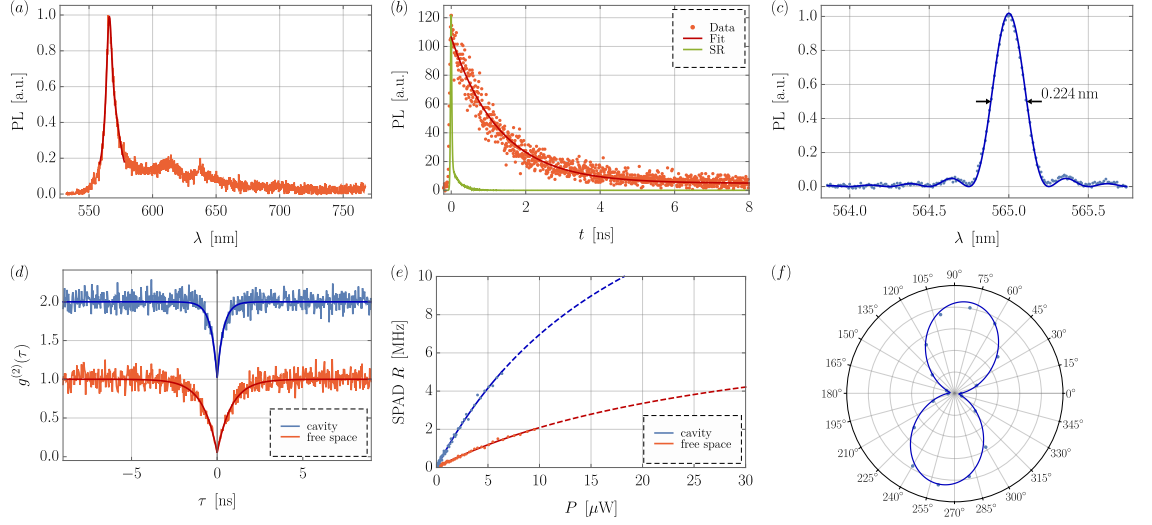 (a)
PL [a.u.]
1.0
0.8
0.6
0.4
0.2
0.0
550 600 650 700 750
λ [nm]
(b)
PL [a.u.]
120
100
80
60
40
20
0
0 2 4 6 8
t [ns]
Data
Fit
SR
(c)
PL [a.u.]
1.0
0.8
0.6
0.4
0.2
0.0
0.224 nm
564.0 564.5 565.0 565.5
λ [nm]
(d)
g⁽²⁾(τ)
2.0
1.5
1.0
0.5
0.0
−5 0 5
τ [ns]
cavity
free space
(e)
SPAD R [MHz]
10
8
6
4
2
0
0 5 10 15 20 25 30
P [μW]
cavity
free space
(f)
90°
75°
60°
45°
30°
15°
0°
345°
330°
315°
300°
285°
270°
255°
240°
225°
210°
195°
180°
165°
150°
135°
120°
105°